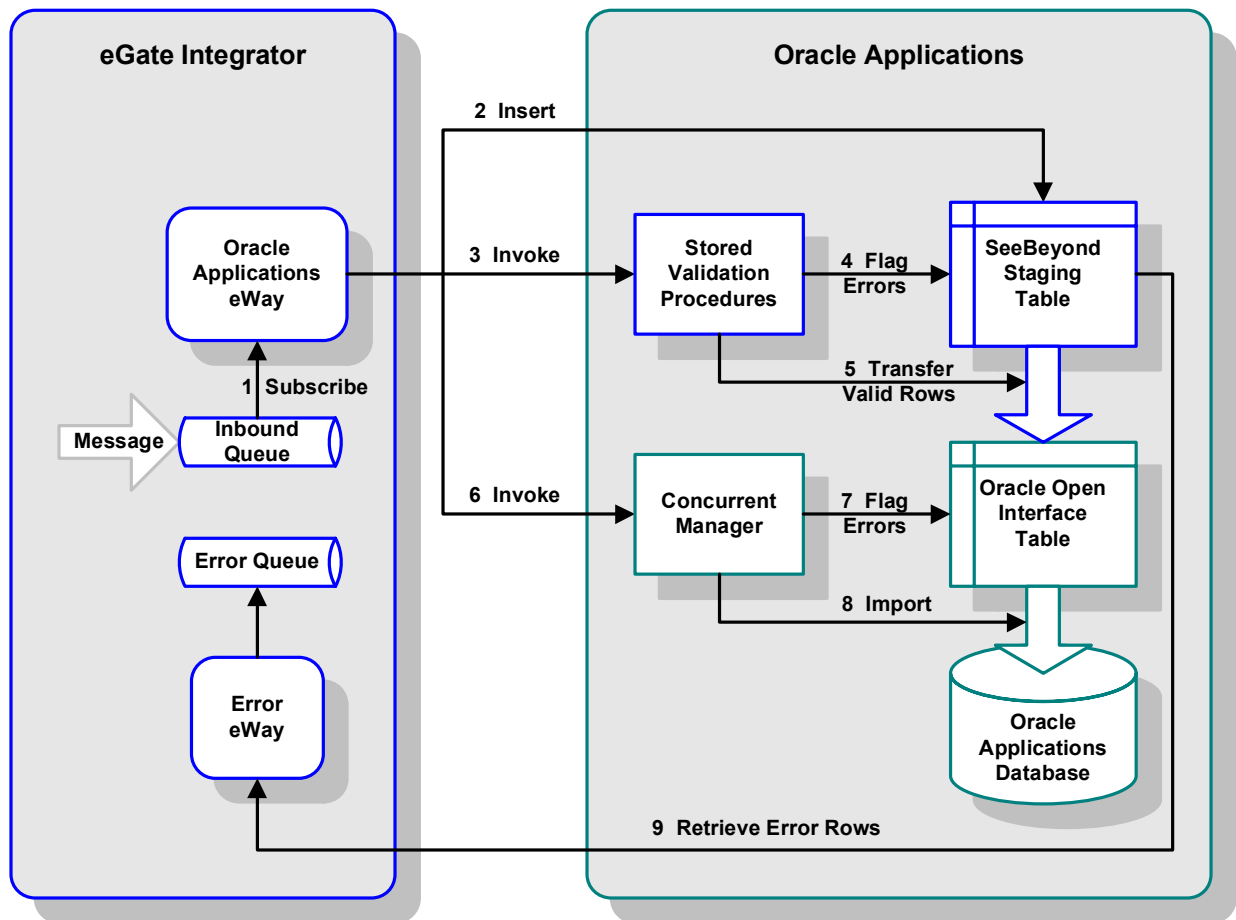 eGate Integrator
Oracle Applications
2 Insert
Oracle
Applications
eWay
3 Invoke
Stored
Validation
Procedures
4 Flag
Errors
SeeBeyond
Staging
Table
1 Subscribe
5 Transfer
Valid Rows
Message
Inbound
Queue
6 Invoke
Concurrent
Manager
7 Flag
Errors
Oracle Open
Interface
Table
Error Queue
8 Import
Error
eWay
Oracle
Applications
Database
9 Retrieve Error Rows